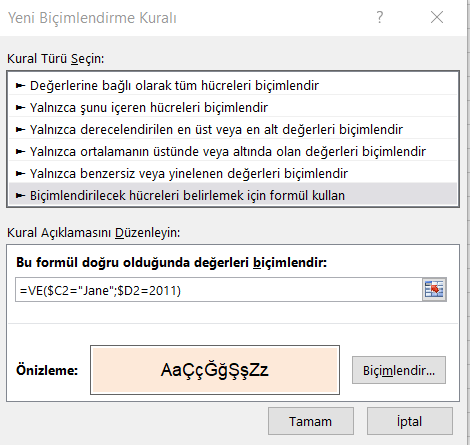 Yeni Biçimlendirme Kuralı
Kural Türü Seçin:
► Değerlerine bağlı olarak tüm hücreleri biçimlendir
► Yalnızca şunu içeren hücreleri biçimlendir
► Yalnızca derecelendirilen en üst veya en alt değerleri biçimlendir
► Yalnızca ortalamanın üstünde veya altında olan değerleri biçimlendir
► Yalnızca benzersiz veya yinelenen değerleri biçimlendir
► Biçimlendirilecek hücreleri belirlemek için formül kullan
Kural Açıklamasını Düzenleyin:
Bu formül doğru olduğunda değerleri biçimlendir:
=VE($C2="Jane";$D2=2011)
Önizleme: AaÇçĞğŞşZz Biçimlendir...
Tamam İptal